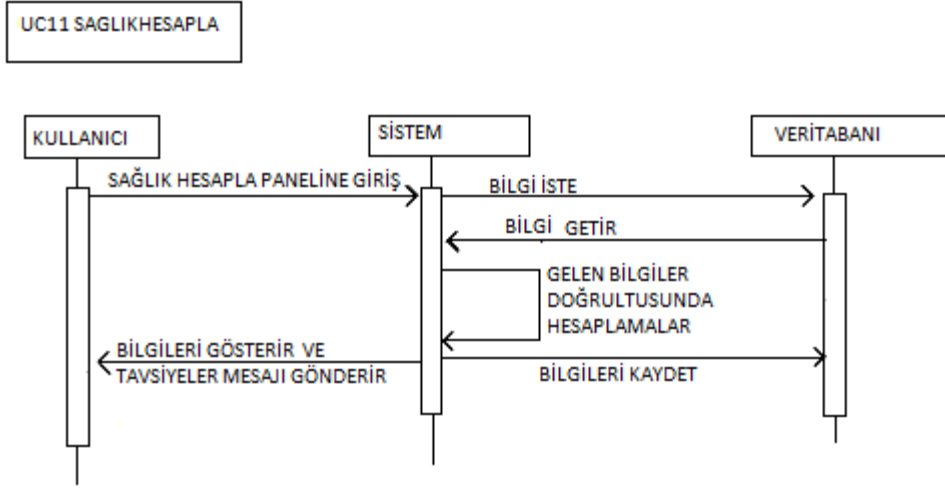 UC11 SAGLIKHESAPLA
KULLANICI
SİSTEM
VERİTABANI
SAĞLIK HESAPLA PANELİNE GİRİŞ
BİLGİ İSTE
BİLGİ GETİR
GELEN BİLGİLER
DOĞRULTUSUNDA
HESAPLAMALAR
BİLGİLERİ GÖSTERİR VE
TAVSİYELER MESAJI GÖNDERİR
BİLGİLERİ KAYDET